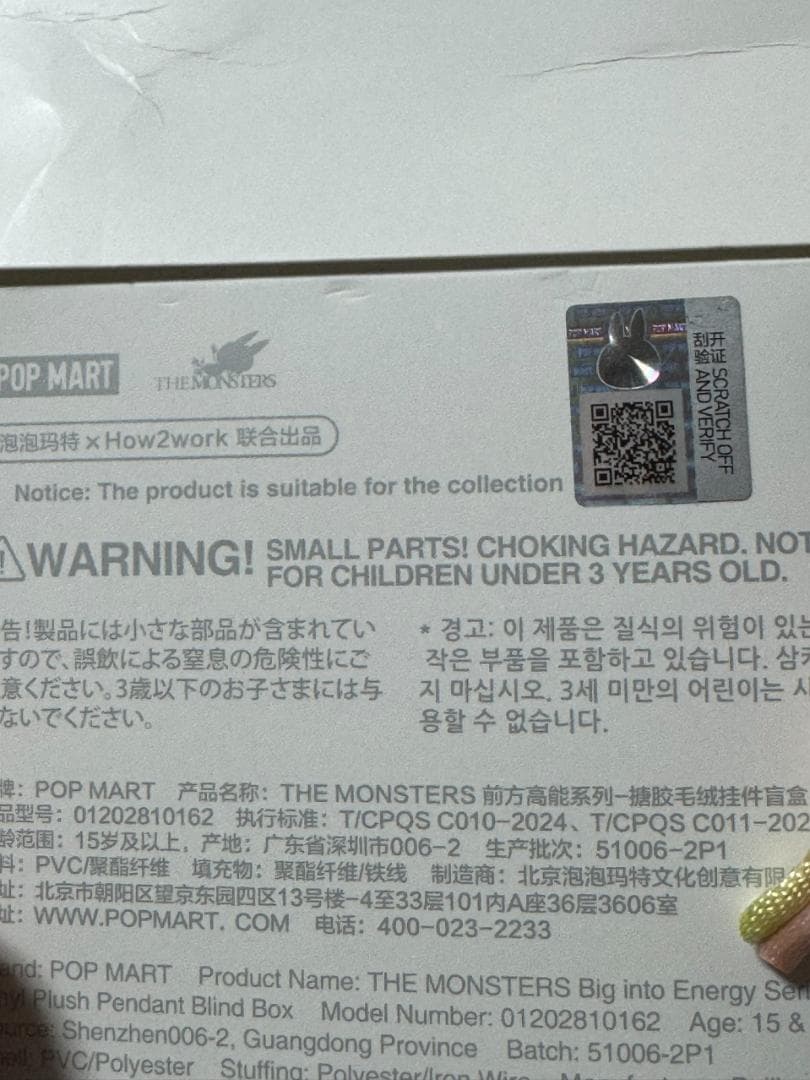 POP MART
THE MONSTERS
泡泡玛特 × How2work 联合出品
POP MART
POP MART
刮开验证 SCRATCH OFF AND VERIFY
Notice: The product is suitable for the collection
WARNING! SMALL PARTS! CHOKING HAZARD. NOT
FOR CHILDREN UNDER 3 YEARS OLD.
告!製品には小さな部品が含まれてい
すので、誤飲による窒息の危険性にご
意ください。3歳以下のお子さまには与
ないでください。
* 경고: 이 제품은 질식의 위험이 있는
작은 부품을 포함하고 있습니다. 삼키
지 마십시오. 3세 미만의 어린이는 사
용할 수 없습니다.
牌: POP MART 产品名称: THE MONSTERS 前方高能系列-搪胶毛绒挂件盲盒
品型号: 01202810162 执行标准: T/CPQS C010-2024、T/CPQS C011-202
龄范围: 15岁及以上, 产地: 广东省深圳市006-2 生产批次: 51006-2P1
料: PVC/聚酯纤维 填充物: 聚酯纤维/铁线 制造商: 北京泡泡玛特文化创意有限
址: 北京市朝阳区望京东园四区13号楼-4至33层101内A座36层3606室
址: WWW.POPMART. COM 电话: 400-023-2233
and: POP MART Product Name: THE MONSTERS Big into Energy Seri
nyl Plush Pendant Blind Box Model Number: 01202810162 Age: 15 &
ource: Shenzhen006-2, Guangdong Province Batch: 51006-2P1
PVC/Polyester Stuffing: Polyester/Iron Wire